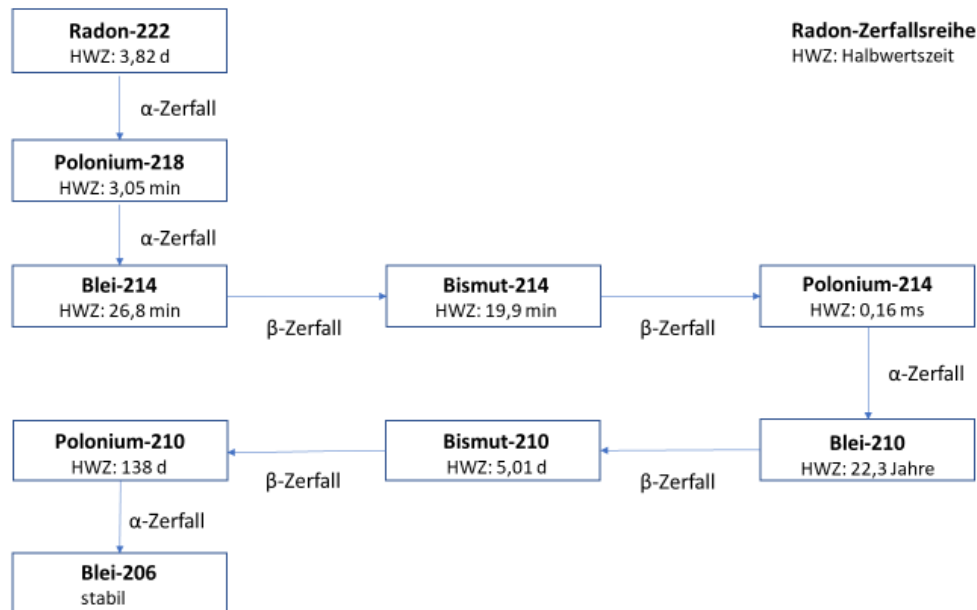 Radon-222
HWZ: 3,82 d
Radon-Zerfallsreihe
HWZ: Halbwertszeit
α-Zerfall
Polonium-218
HWZ: 3,05 min
α-Zerfall
Blei-214
HWZ: 26,8 min
β-Zerfall
Bismut-214
HWZ: 19,9 min
β-Zerfall
Polonium-214
HWZ: 0,16 ms
α-Zerfall
Blei-210
HWZ: 22,3 Jahre
β-Zerfall
Bismut-210
HWZ: 5,01 d
β-Zerfall
Polonium-210
HWZ: 138 d
α-Zerfall
Blei-206
stabil